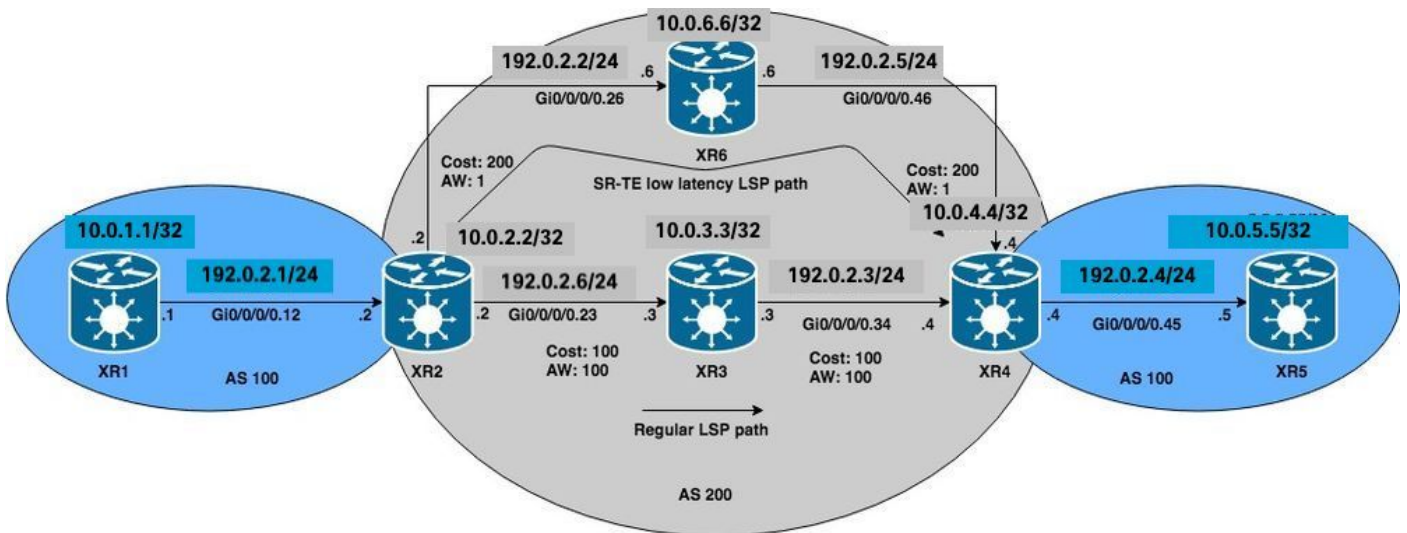 10.0.6.6/32
192.0.2.2/24
.6
.6
192.0.2.5/24
Gi0/0/0/0.26
Gi0/0/0/0.46
XR6
Cost: 200
AW: 1
SR-TE low latency LSP path
Cost: 200
AW: 1
10.0.1.1/32
.2
10.0.2.2/32
10.0.3.3/32
10.0.4.4/32
.4
10.0.5.5/32
192.0.2.1/24
192.0.2.6/24
192.0.2.3/24
192.0.2.4/24
.1
Gi0/0/0/0.12
.2
.2
Gi0/0/0/0.23
.3
.3
Gi0/0/0/0.34
.4
.4
Gi0/0/0/0.45
.5
Cost: 100
AW: 100
Cost: 100
AW: 100
XR1
AS 100
XR2
XR3
XR4
AS 100
XR5
Regular LSP path
AS 200